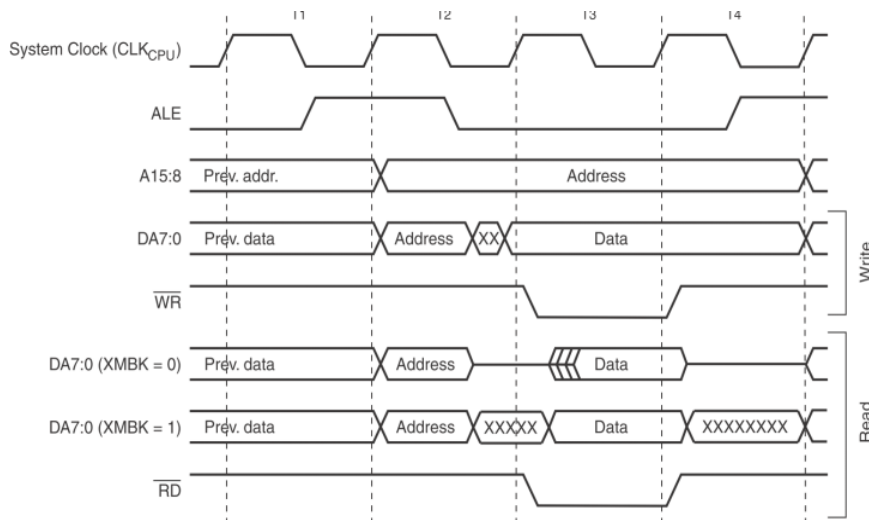 T1 T2 T3 T4
System Clock (CLKCPU)
ALE
A15:8 Prev. addr. Address
DA7:0 Prev. data Address XX Data
WR
Write
DA7:0 (XMBK = 0) Prev. data Address Data
DA7:0 (XMBK = 1) Prev. data Address XXXXX Data XXXXXXXX
RD
Read